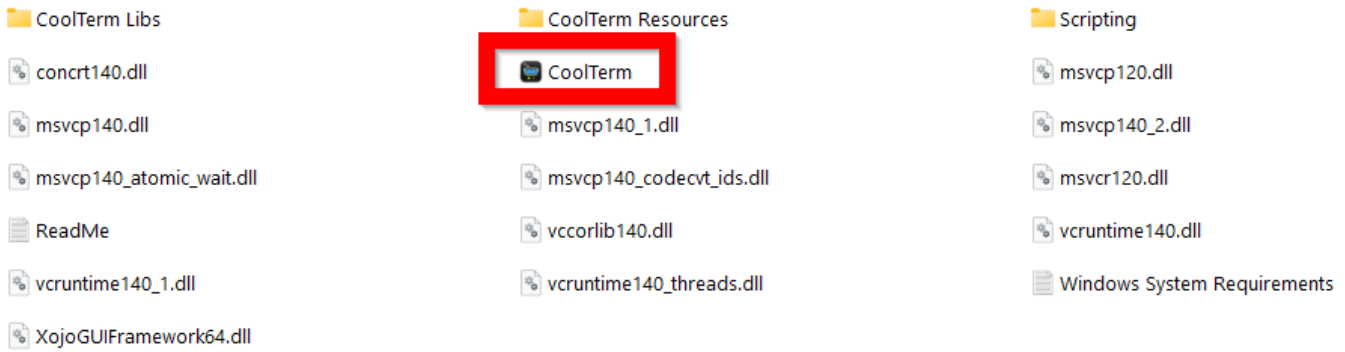 CoolTerm Libs
CoolTerm Resources
Scripting
concrt140.dll
CoolTerm
msvcp120.dll
msvcp140.dll
msvcp140_1.dll
msvcp140_2.dll
msvcp140_atomic_wait.dll
msvcp140_codecvt_ids.dll
msvcr120.dll
ReadMe
vccorlib140.dll
vcruntime140.dll
vcruntime140_1.dll
vcruntime140_threads.dll
Windows System Requirements
XojoGUIFramework64.dll